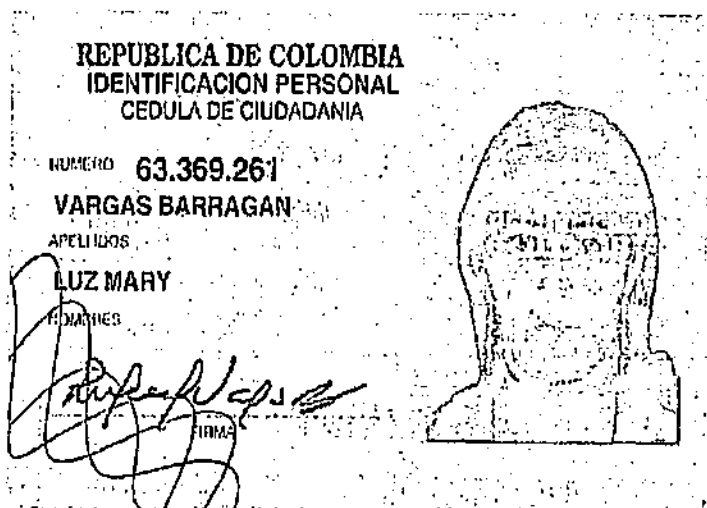 REPUBLICA DE COLOMBIA
IDENTIFICACION PERSONAL
CEDULA DE CIUDADANIA
NUMERO 63.369.261
VARGAS BARRAGAN
APELLIDOS
LUZ MARY
NOMBRES
FIRMA